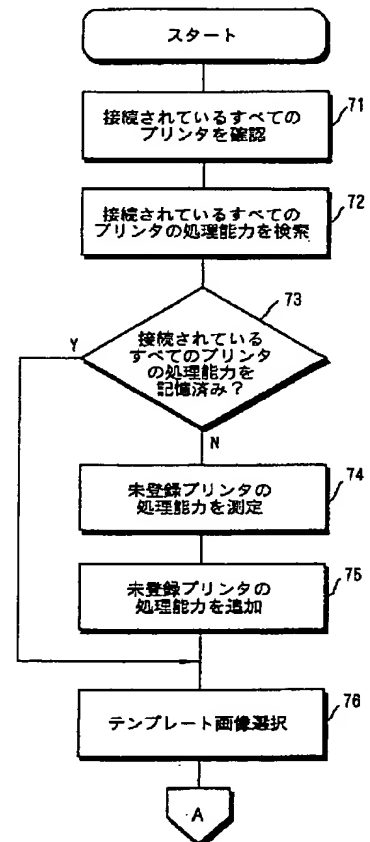 スタート
71
接続されているすべての
プリンタを確認
72
接続されているすべての
プリンタの処理能力を検索
73
接続されている
すべてのプリンタ
の処理能力を
記憶済み？
Y
N
74
未登録プリンタの
処理能力を測定
75
未登録プリンタの
処理能力を追加
76
テンプレート画像選択
A